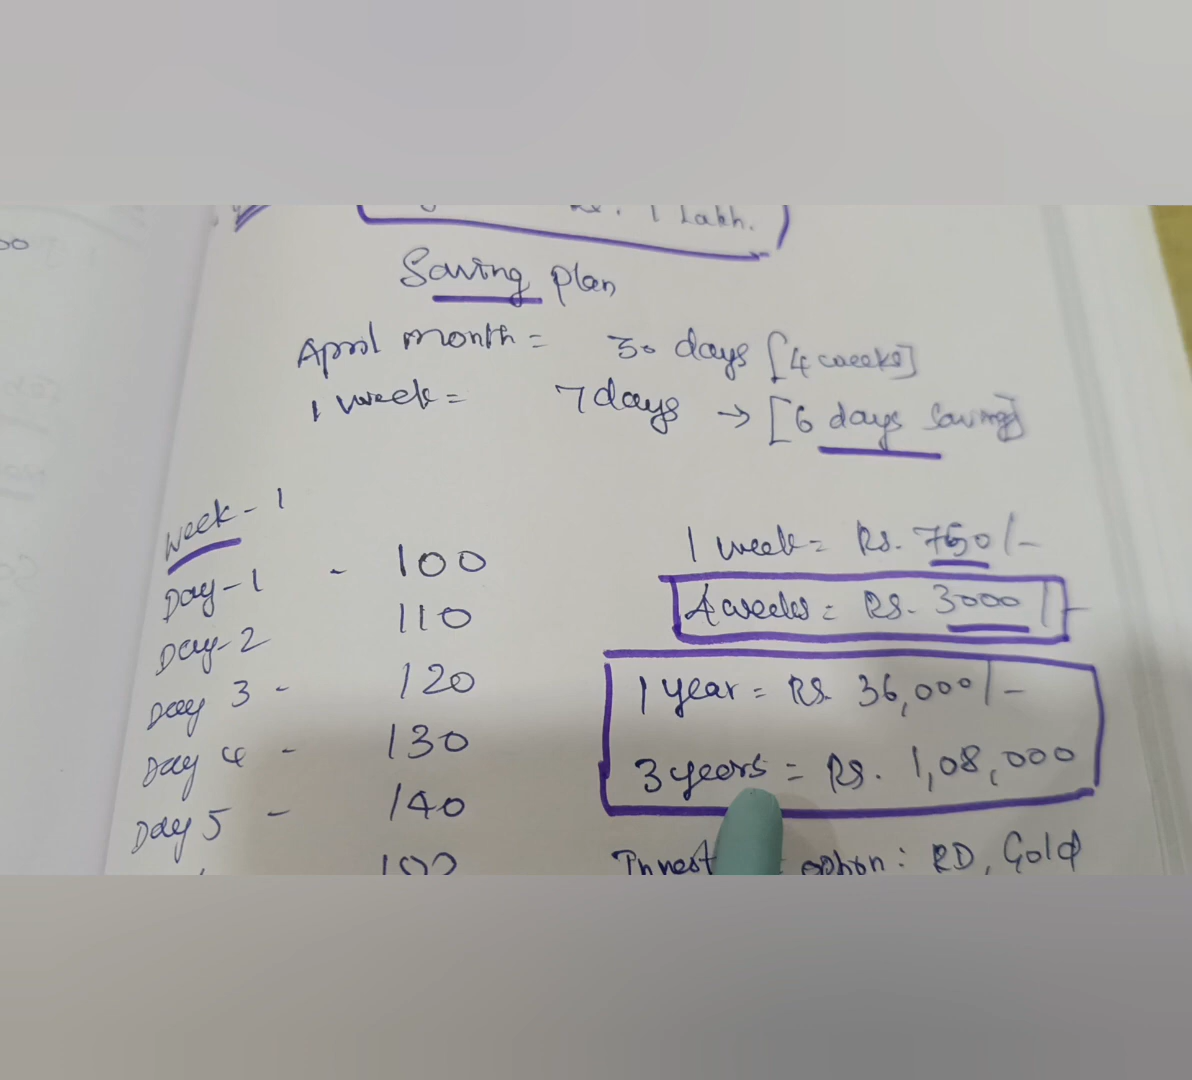 1 Lakh.
00
Saving plan
April month = 30 days [4 weeks]
1 week = 7 days → [6 days Saving]
Week - 1
Day - 1 - 100
Day - 2 110
Day 3 - 120
Day 4 - 130
Day 5 - 140
1 week = Rs. 750/-
4 weeks = Rs. 3000/-
1 year = Rs. 36,000/-
3 years = Rs. 1,08,000
option : RD, Gold